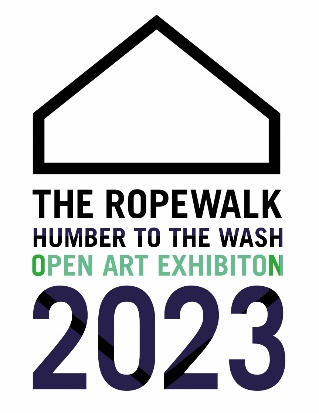 THE ROPEWALK
HUMBER TO THE WASH
OPEN ART EXHIBITON
2023